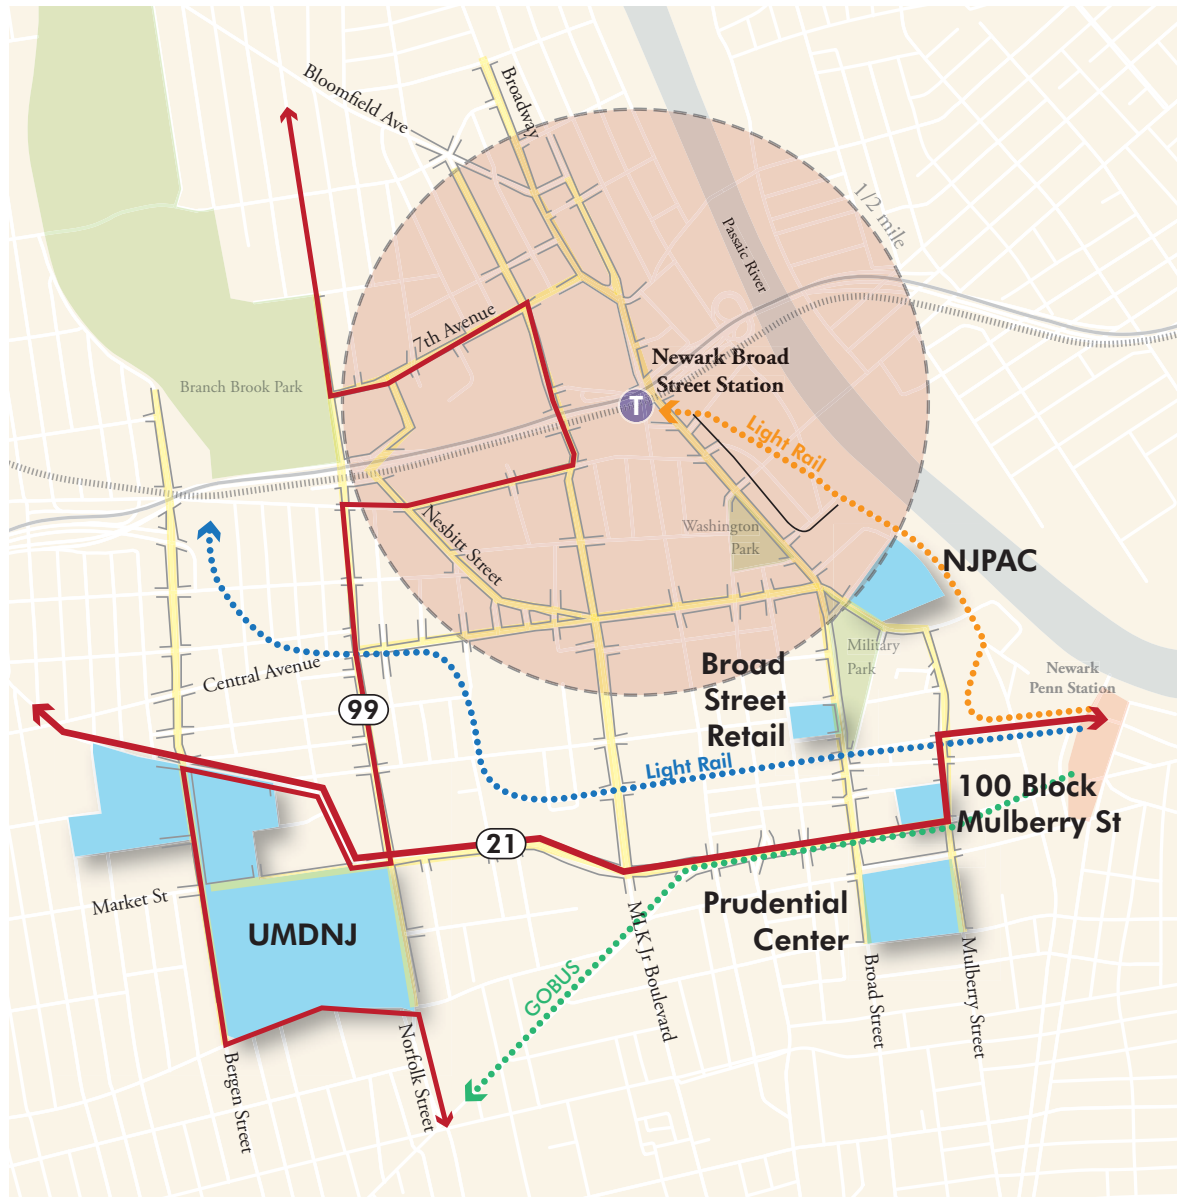 Bloomfield Ave
Broadway
1/2 mile
Passaic River
7th Avenue
Newark Broad
Street Station
T
Branch Brook Park
Light Rail
Nesbitt Street
Washington
Park
NJPAC
Military
Park
Central Avenue
Broad
Street
Retail
Newark
Penn Station
99
Light Rail
100 Block
Mulberry St
21
Market St
UMDNJ
Prudential
Center
MLK Jr Boulevard
GOBUS
Broad Street
Mulberry Street
Norfolk Street
Bergen Street